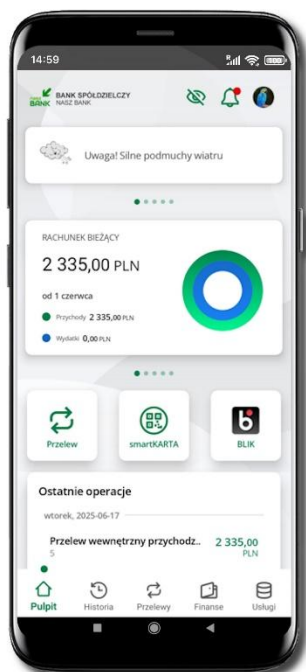 14:59
NASZ
BANK
BANK SPÓŁDZIELCZY
NASZ BANK
Uwaga! Silne podmuchy wiatru
RACHUNEK BIEŻĄCY
2 335,00 PLN
od 1 czerwca
Przychody 2 335,00 PLN
Wydatki 0,00 PLN
Przelew
smartKARTA
BLIK
Ostatnie operacje
wtorek, 2025-06-17
Przelew wewnętrzny przychodz.. 2 335,00
S PLN
Pulpit Historia Przelewy Finanse Usługi